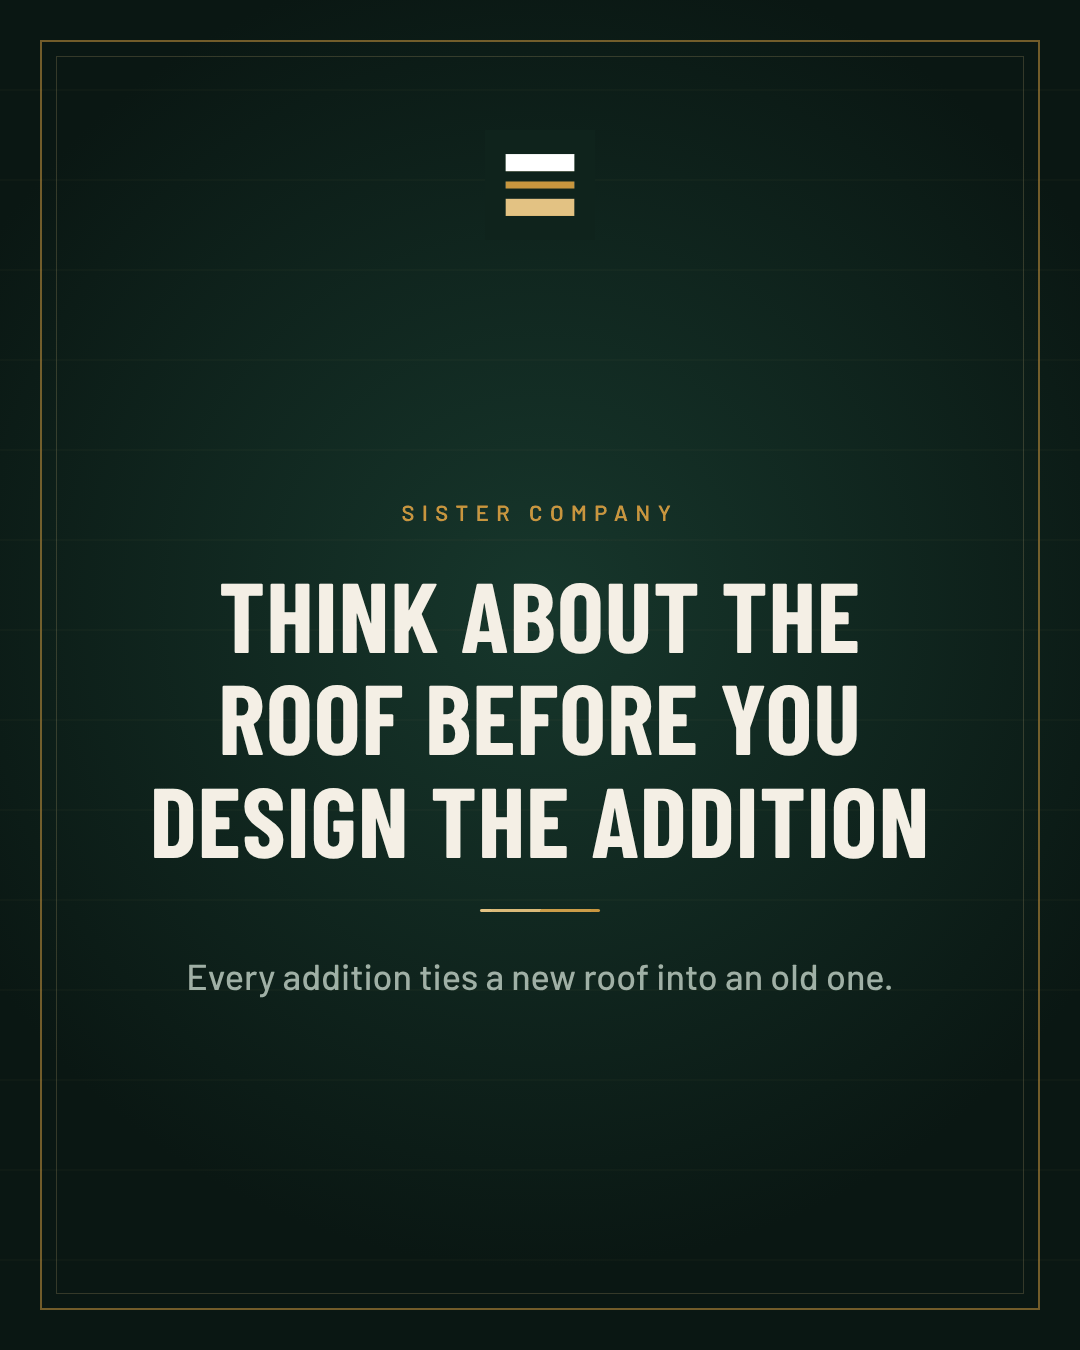 SISTER COMPANY
THINK ABOUT THE
ROOF BEFORE YOU
DESIGN THE ADDITION
Every addition ties a new roof into an old one.